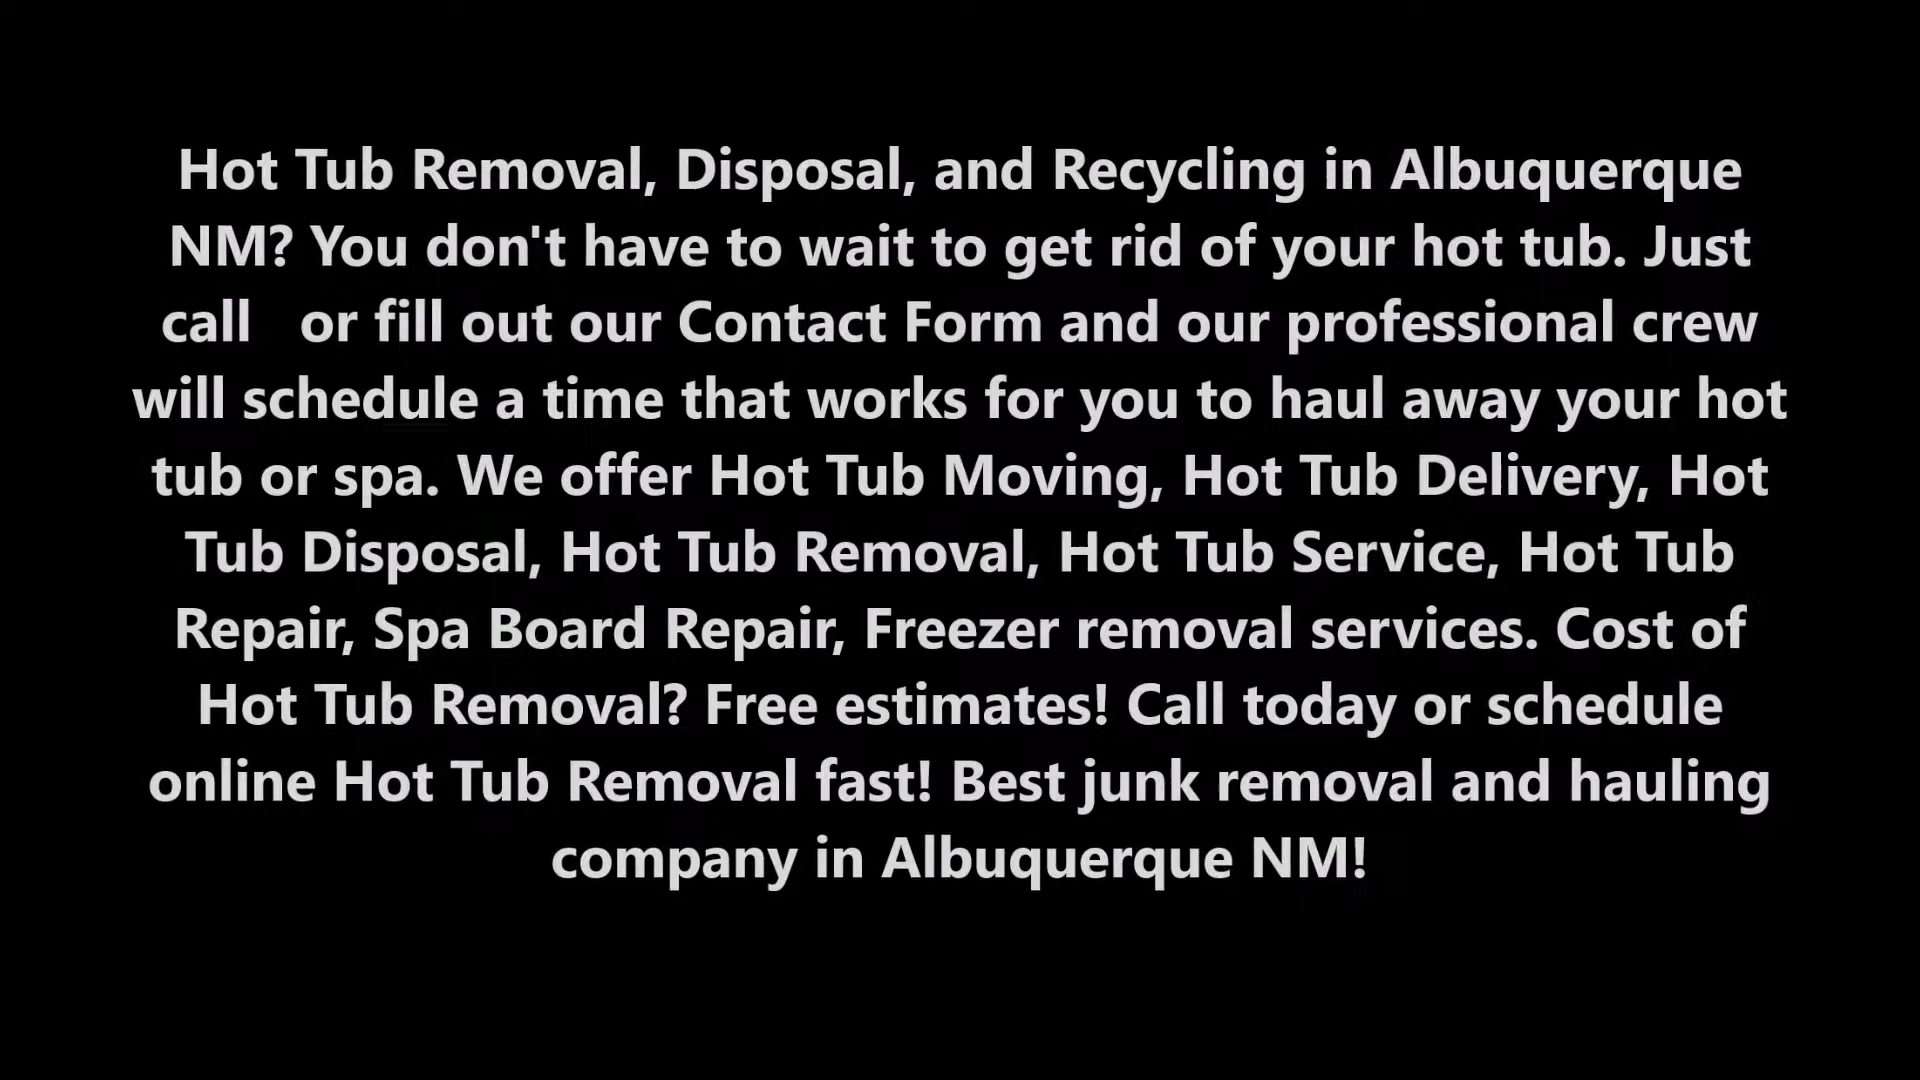 Hot Tub Removal, Disposal, and Recycling in Albuquerque
NM? You don't have to wait to get rid of your hot tub. Just
call   or fill out our Contact Form and our professional crew
will schedule a time that works for you to haul away your hot
tub or spa. We offer Hot Tub Moving, Hot Tub Delivery, Hot
Tub Disposal, Hot Tub Removal, Hot Tub Service, Hot Tub
Repair, Spa Board Repair, Freezer removal services. Cost of
Hot Tub Removal? Free estimates! Call today or schedule
online Hot Tub Removal fast! Best junk removal and hauling
company in Albuquerque NM!